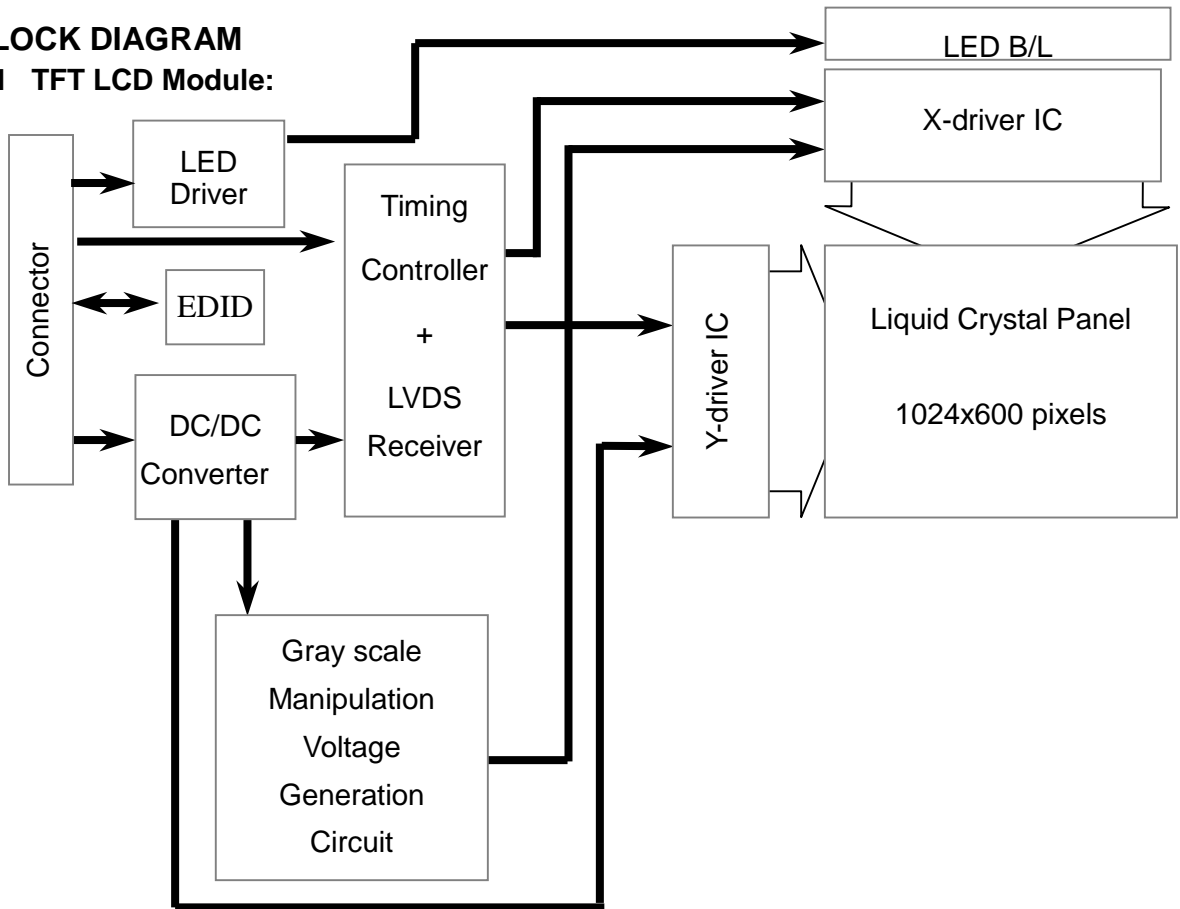 LOCK DIAGRAM
TFT LCD Module:
LED B/L
X-driver IC
LED
Driver
Timing
Controller
+
LVDS
Receiver
Connector
EDID
DC/DC
Converter
Y-driver IC
Liquid Crystal Panel
1024x600 pixels
Gray scale
Manipulation
Voltage
Generation
Circuit